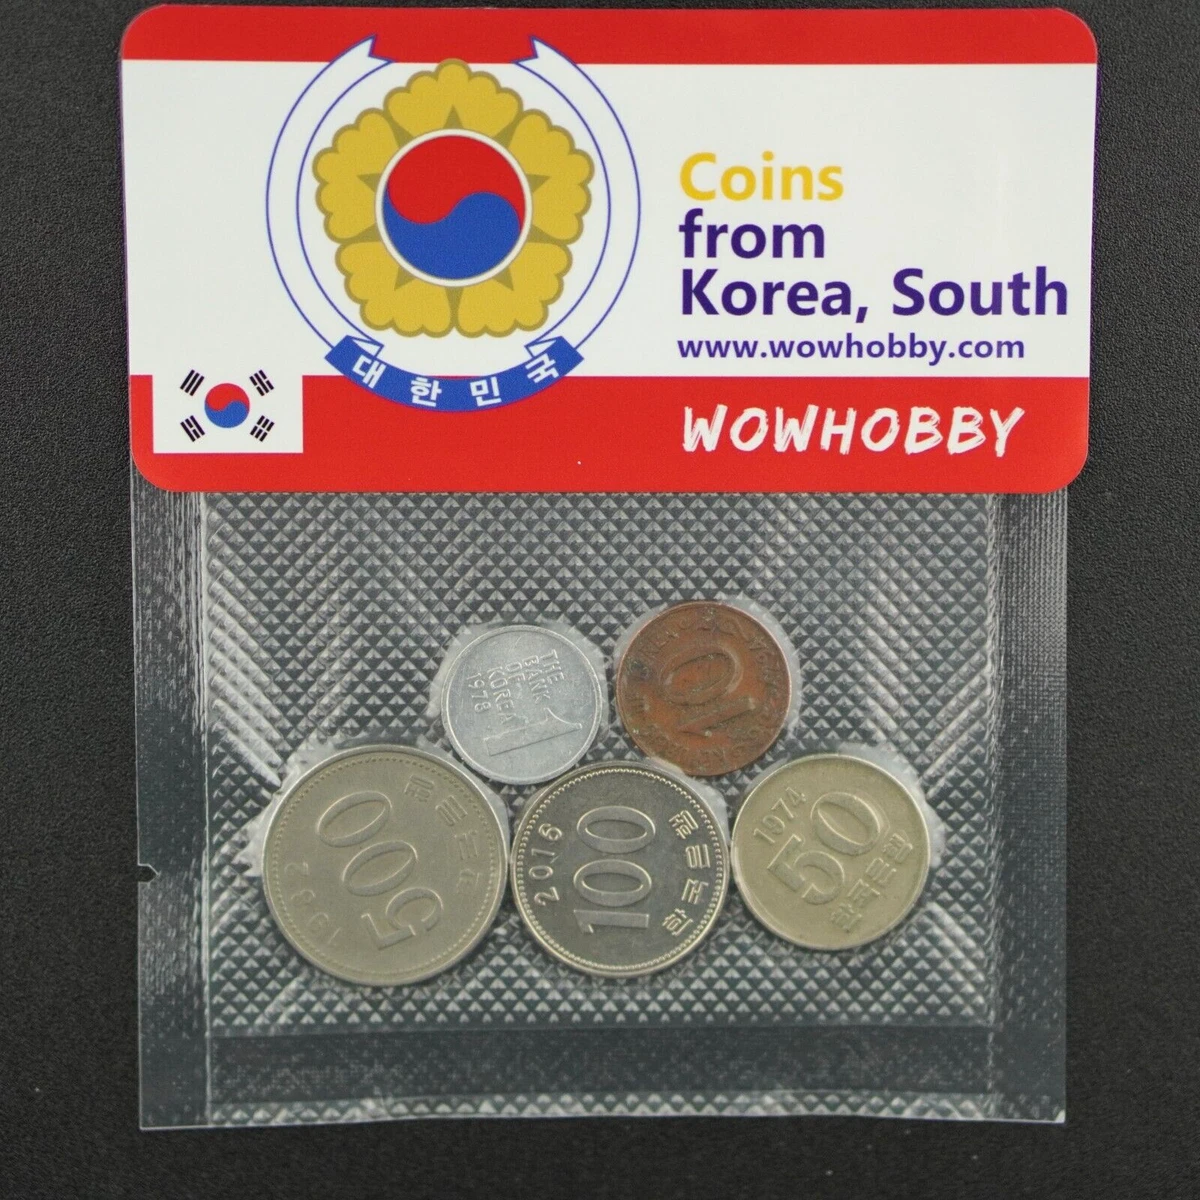 Coins
from
Korea, South
www.wowhobby.com
대한민국
WOWHOBBY
THE
BANK
OF
KOREA
1978
1
10
500
한국은행
1982
2016
100
한국은행
1974
50
한국은행